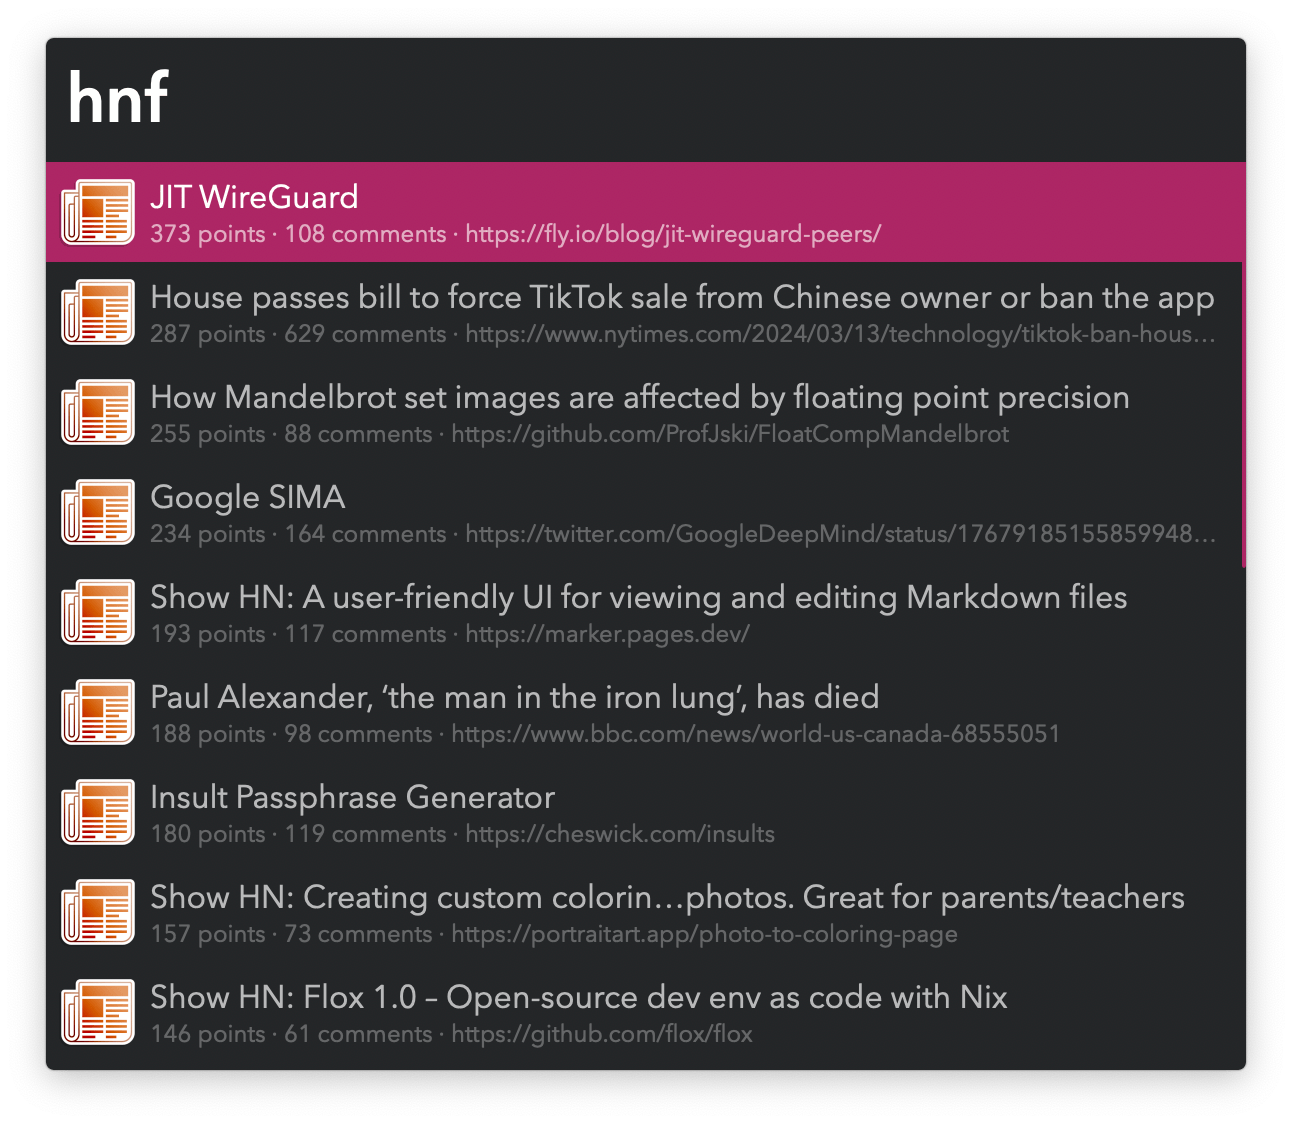 hnf
JIT WireGuard
373 points · 108 comments · https://fly.io/blog/jit-wireguard-peers/
House passes bill to force TikTok sale from Chinese owner or ban the app
287 points · 629 comments · https://www.nytimes.com/2024/03/13/technology/tiktok-ban-hous…
How Mandelbrot set images are affected by floating point precision
255 points · 88 comments · https://github.com/ProfJski/FloatCompMandelbrot
Google SIMA
234 points · 164 comments · https://twitter.com/GoogleDeepMind/status/17679185155859948…
Show HN: A user-friendly UI for viewing and editing Markdown files
193 points · 117 comments · https://marker.pages.dev/
Paul Alexander, ‘the man in the iron lung’, has died
188 points · 98 comments · https://www.bbc.com/news/world-us-canada-68555051
Insult Passphrase Generator
180 points · 119 comments · https://cheswick.com/insults
Show HN: Creating custom colorin…photos. Great for parents/teachers
157 points · 73 comments · https://portraitart.app/photo-to-coloring-page
Show HN: Flox 1.0 – Open-source dev env as code with Nix
146 points · 61 comments · https://github.com/flox/flox